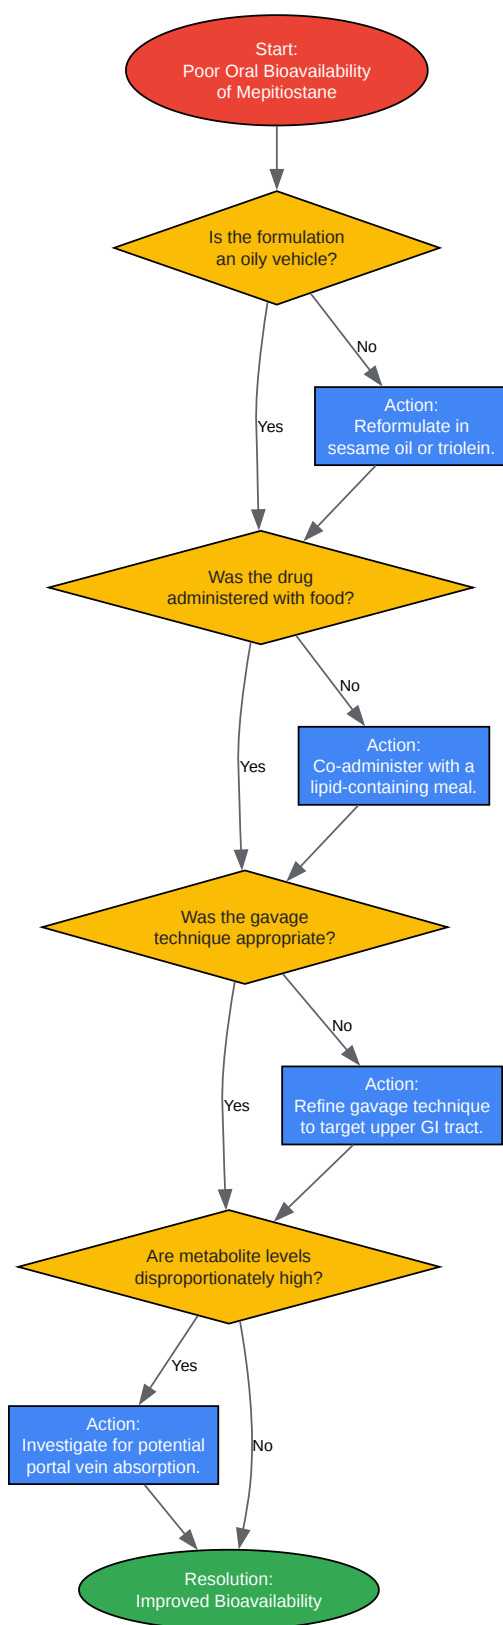 Start:
Poor Oral Bioavailability
of Mepitiostane
Is the formulation
an oily vehicle?
No
Action:
Reformulate in
sesame oil or triolein.
Yes
Was the drug
administered with food?
No
Action:
Co-administer with a
lipid-containing meal.
Yes
Was the gavage
technique appropriate?
No
Action:
Refine gavage technique
to target upper GI tract.
Yes
Are metabolite levels
disproportionately high?
Yes
Action:
Investigate for potential
portal vein absorption.
No
Resolution:
Improved Bioavailability